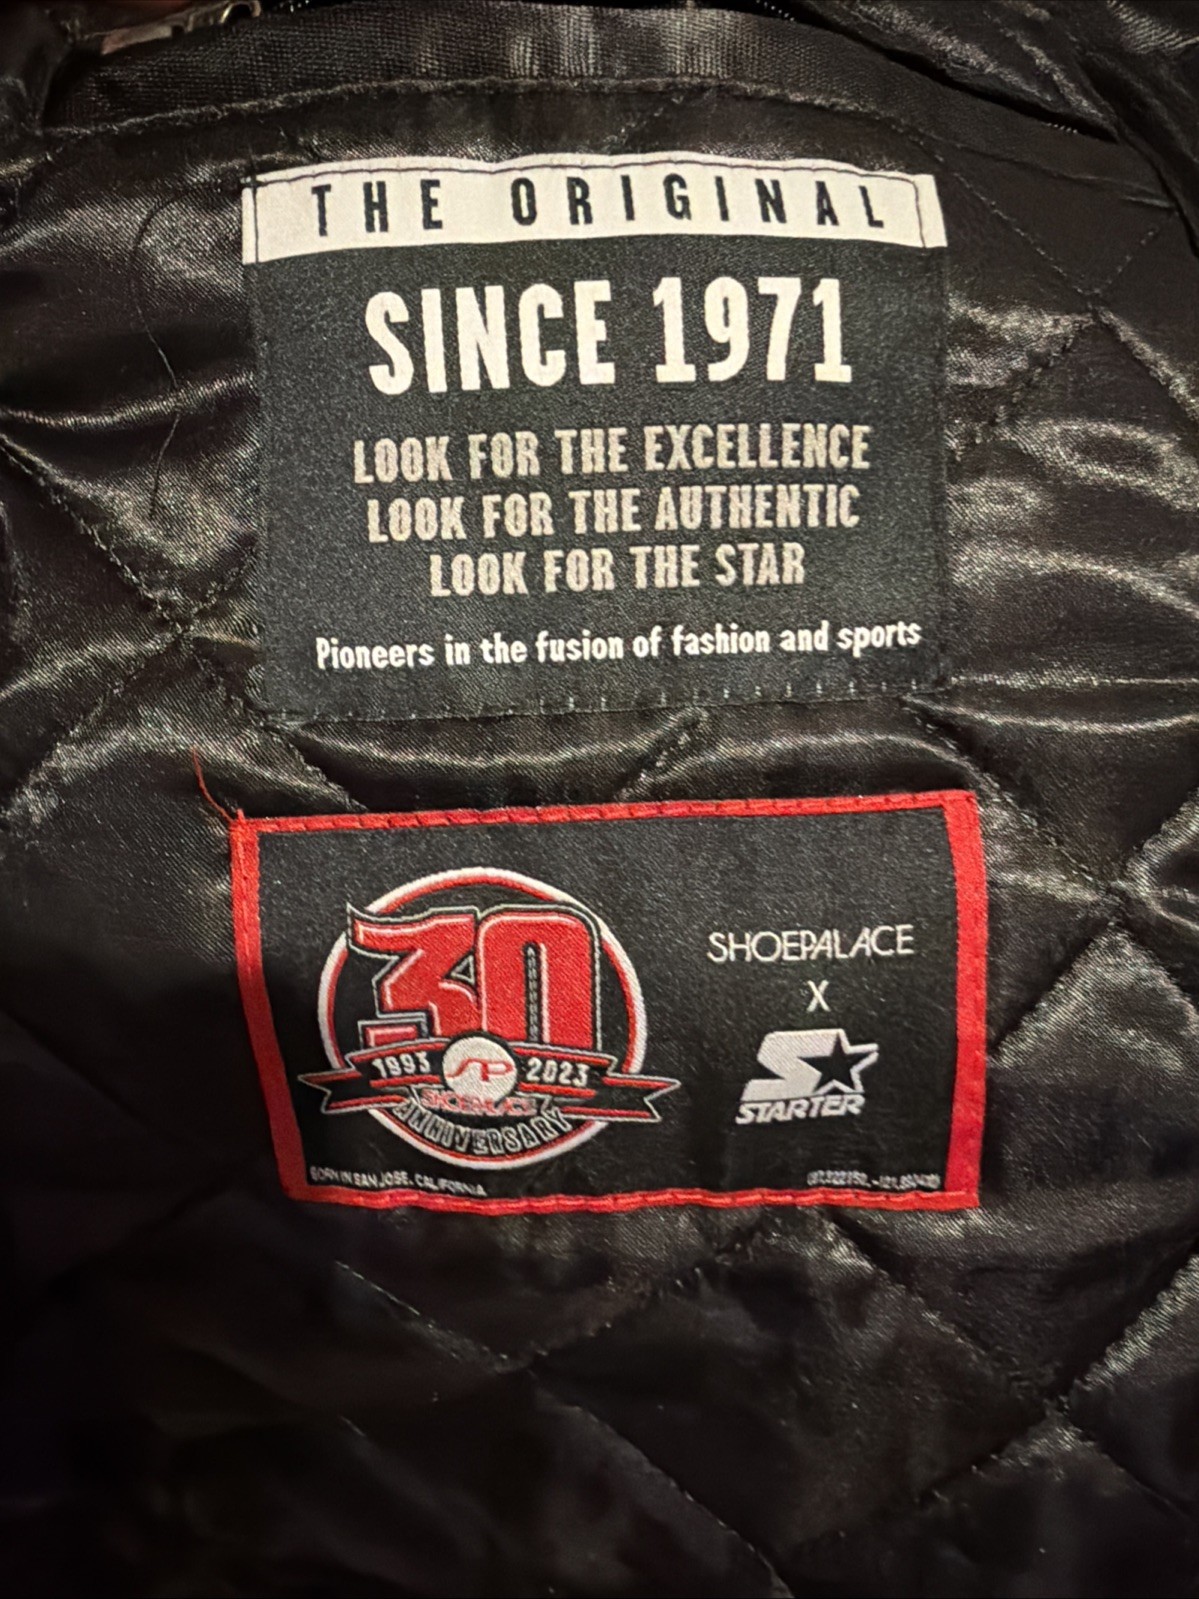 THE ORIGINAL
SINCE 1971
LOOK FOR THE EXCELLENCE
LOOK FOR THE AUTHENTIC
LOOK FOR THE STAR
Pioneers in the fusion of fashion and sports
30
1993 SP 2023
SHOEPALACE
ANNIVERSARY
BORN IN SAN JOSE, CALIFORNIA
SHOEPALACE
X
S
STARTER